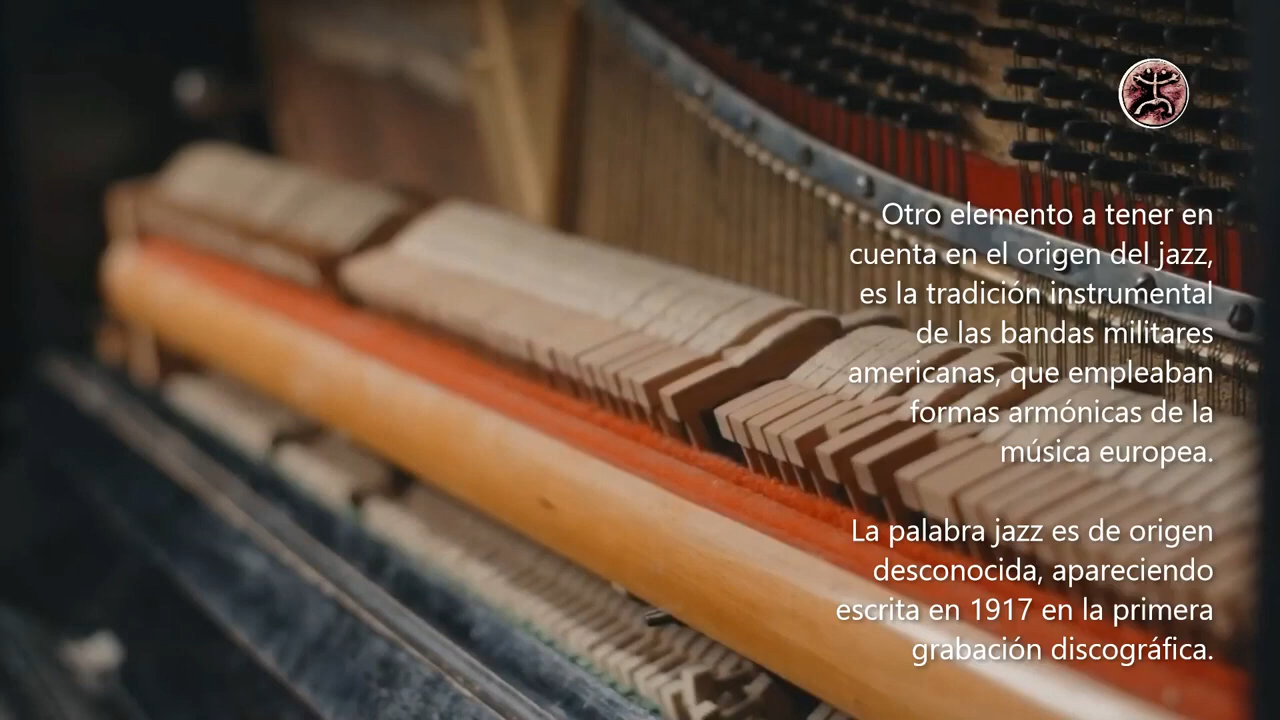 Otro elemento a tener en
cuenta en el origen del jazz,
es la tradición instrumental
de las bandas militares
americanas, que empleaban
formas armónicas de la
música europea.
La palabra jazz es de origen
desconocida, apareciendo
escrita en 1917 en la primera
grabación discográfica.